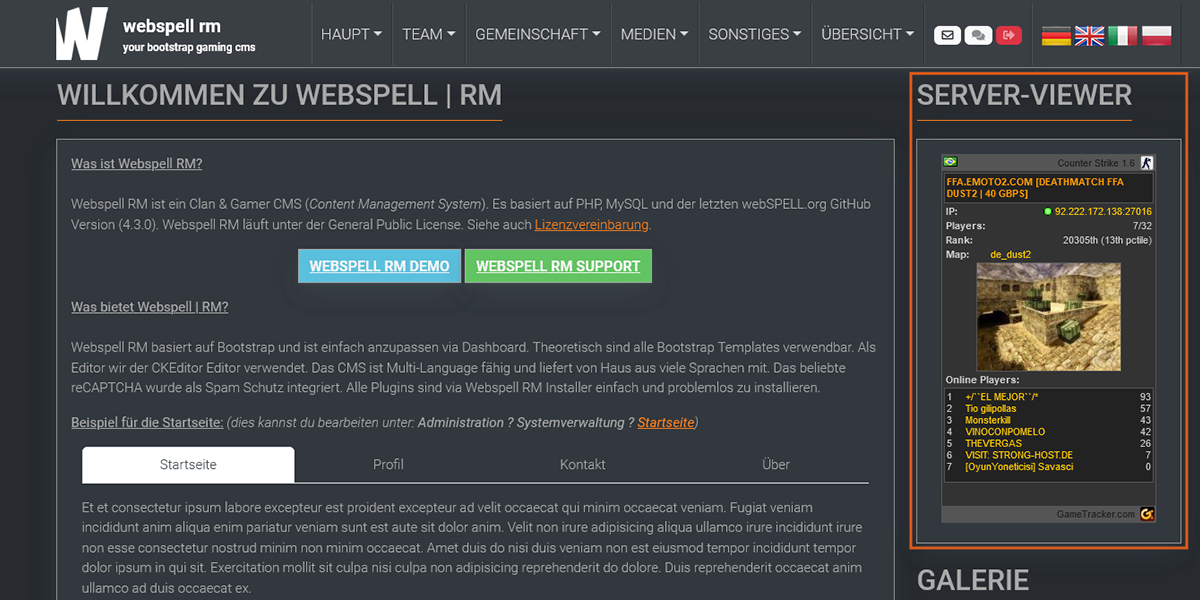 webspell rm
your bootstrap gaming cms
HAUPT
TEAM
GEMEINSCHAFT
MEDIEN
SONSTIGES
ÜBERSICHT
WILLKOMMEN ZU WEBSPELL | RM
Was ist Webspell RM?
Webspell RM ist ein Clan & Gamer CMS (Content Management System). Es basiert auf PHP, MySQL und der letzten webSPELL.org GitHub
Version (4.3.0). Webspell RM läuft unter der General Public License. Siehe auch Lizenzvereinbarung.
WEBSPELL RM DEMO
WEBSPELL RM SUPPORT
Was bietet Webspell | RM?
Webspell RM basiert auf Bootstrap und ist einfach anzupassen via Dashboard. Theoretisch sind alle Bootstrap Templates verwendbar. Als
Editor wir der CKEditor Editor verwendet. Das CMS ist Multi-Language fähig und liefert von Haus aus viele Sprachen mit. Das beliebte
reCAPTCHA wurde als Spam Schutz integriert. Alle Plugins sind via Webspell RM Installer einfach und problemlos zu installieren.
Beispiel für die Startseite: (dies kannst du bearbeiten unter: Administration ? Systemverwaltung ? Startseite)
Startseite
Profil
Kontakt
Über
Et et consectetur ipsum labore excepteur est proident excepteur ad velit occaecat qui minim occaecat veniam. Fugiat veniam
incididunt anim aliqua enim pariatur veniam sunt est aute sit dolor anim. Velit non irure adipisicing aliqua ullamco irure incididunt irure
non esse consectetur nostrud minim non minim occaecat. Amet duis do nisi duis veniam non est eiusmod tempor incididunt tempor
dolor ipsum in qui sit. Exercitation mollit sit culpa nisi culpa non adipisicing reprehenderit do dolore. Duis reprehenderit occaecat anim
ullamco ad duis occaecat ex.
SERVER-VIEWER
Counter Strike 1.6
FFA.EMOTO2.COM [DEATHMATCH FFA
DUST2 | 40 GBPS]
IP: 92.222.172.138:27016
Players: 7/32
Rank: 20305th (13th pctile)
Map: de_dust2
Online Players:
1 +/``EL MEJOR``/* 93
2 Tio gilipollas 57
3 Monsterkill 43
4 VINOCONPOMELO 42
5 THEVERGAS 26
6 VISIT: STRONG-HOST.DE 7
7 [OyunYoneticisi] Savasci 0
GameTracker.com
GALERIE